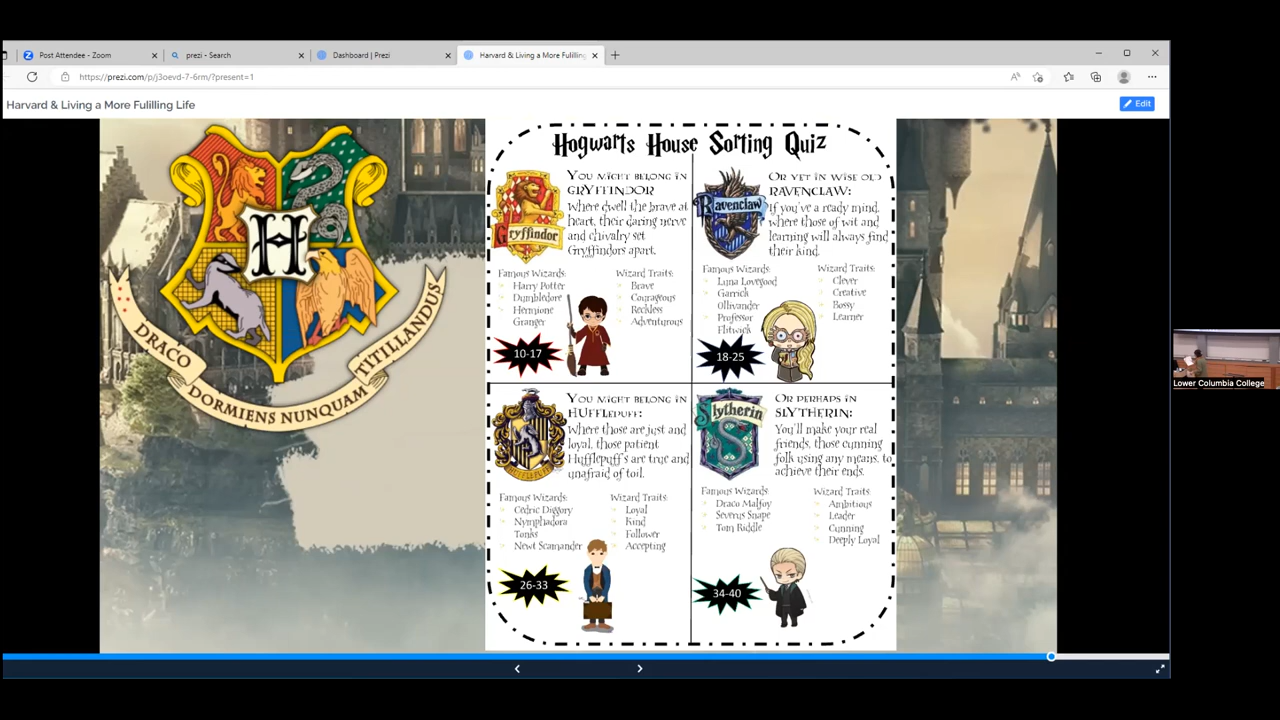 Post Attendee - Zoom
prezi - Search
Dashboard | Prezi
Harvard & Living a More Fulilling
https://prezi.com/p/j3oevd-7-6rm/?present=1
Harvard & Living a More Fulilling Life
Edit
H
DRACO DORMIENS NUNQUAM TITILLANDUS
Hogwarts House Sorting Quiz
Gryffindor
You might belong in
Gryffindor
Where dwell the brave at
heart, their daring nerve
and chivalry set
Gryffindors apart.
Famous Wizards:
Harry Potter
Dumbledore
Hermione
Granger
Wizard Traits:
Brave
Courageous
Reckless
Adventurous
10-17
Ravenclaw
Or yet in wise old
Ravenclaw:
If you've a ready mind,
where those of wit and
learning will always find
their kind.
Famous Wizards:
Luna Lovegood
Garrick
Ollivander
Professor
Flitwick
Wizard Traits:
Clever
Creative
Bossy
Learner
18-25
Hufflepuff
You might belong in
Hufflepuff:
Where those are just and
loyal, those patient
Hufflepuff's are true and
unafraid of toil.
Famous Wizards:
Cedric Diggory
Nymphadora
Tonks
Newt Scamander
Wizard Traits:
Loyal
Kind
Follower
Accepting
26-33
Slytherin
Or perhaps in
Slytherin:
You'll make your real
friends, those cunning
folk using any means, to
achieve their ends.
Famous Wizards:
Draco Malfoy
Severus Snape
Tom Riddle
Wizard Traits:
Ambitious
Leader
Cunning
Deeply Loyal
34-40
Lower Columbia College